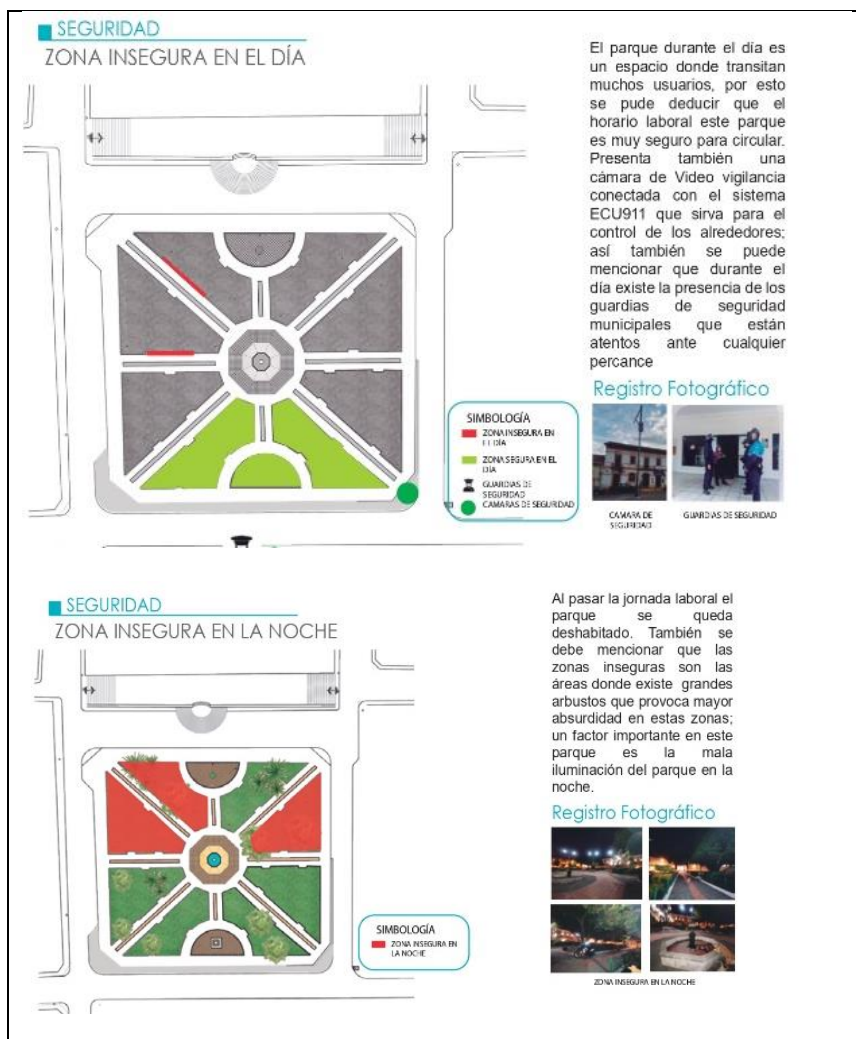 SEGURIDAD
ZONA INSEGURA EN EL DÍA
El parque durante el día es
un espacio donde transitan
muchos usuarios, por esto
se pude deducir que el
horario laboral este parque
es muy seguro para circular.
Presenta también una
cámara de Video vigilancia
conectada con el sistema
ECU911 que sirva para el
control de los alrededores;
así también se puede
mencionar que durante el
día existe la presencia de los
guardias de seguridad
municipales que están
atentos ante cualquier
percance
Registro Fotográfico
SIMBOLOGÍA
ZONA INSEGURA EN
EL DÍA
ZONA SEGURA EN EL
DÍA
GUARDIAS DE
SEGURIDAD
CAMARAS DE SEGURIDAD
CAMARA DE
SEGURIDAD
GUARDIAS DE SEGURIDAD
SEGURIDAD
ZONA INSEGURA EN LA NOCHE
Al pasar la jornada laboral el
parque se queda
deshabitado. También se
debe mencionar que las
zonas inseguras son las
áreas donde existe grandes
arbustos que provoca mayor
absurdidad en estas zonas;
un factor importante en este
parque es la mala
iluminación del parque en la
noche.
Registro Fotográfico
SIMBOLOGÍA
ZONA INSEGURA EN
LA NOCHE
ZONA INSEGURA EN LA NOCHE